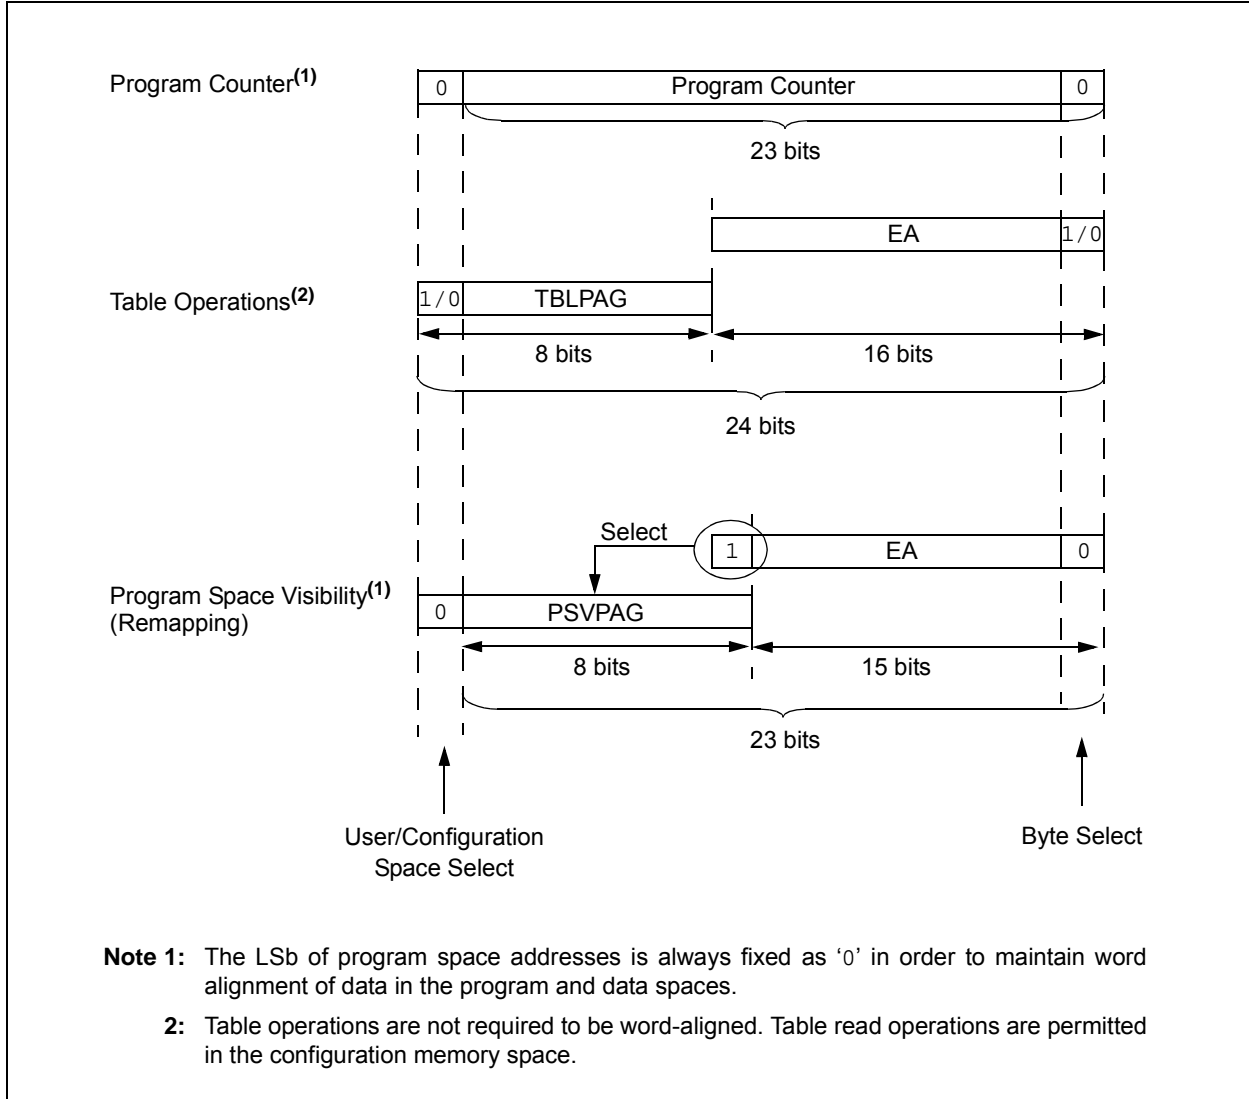 Program Counter(1)
0
Program Counter
0
23 bits
EA
1/0
Table Operations(2)
1/0
TBLPAG
8 bits
16 bits
24 bits
Select
1
EA
0
Program Space Visibility(1)
(Remapping)
0
PSVPAG
8 bits
15 bits
23 bits
User/Configuration
Space Select
Byte Select
Note 1: The LSb of program space addresses is always fixed as ‘0’ in order to maintain word
alignment of data in the program and data spaces.
2: Table operations are not required to be word-aligned. Table read operations are permitted
in the configuration memory space.